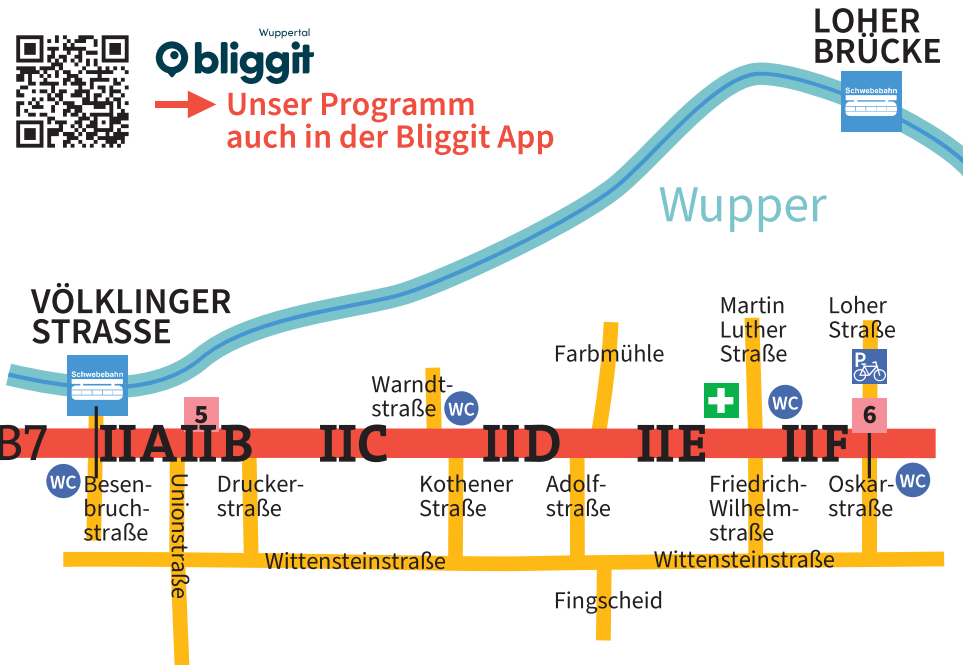 LOHER
BRÜCKE
Schwebebahn
Wuppertal
bliggit
Unser Programm
auch in der Bliggit App
Wupper
VÖLKLINGER
STRASSE
Schwebebahn
Martin
Luther
Straße
Loher
Straße
Farbmühle
P
Warndt-
straße
WC
WC
5
6
B7
IIA
IIB
IIC
IID
IIE
IIF
WC
Besen-
bruch-
straße
Unionstraße
Drucker-
straße
Kothener
Straße
Adolf-
straße
Friedrich-
Wilhelm-
straße
Oskar-
straße
WC
Wittensteinstraße
Wittensteinstraße
Fingscheid